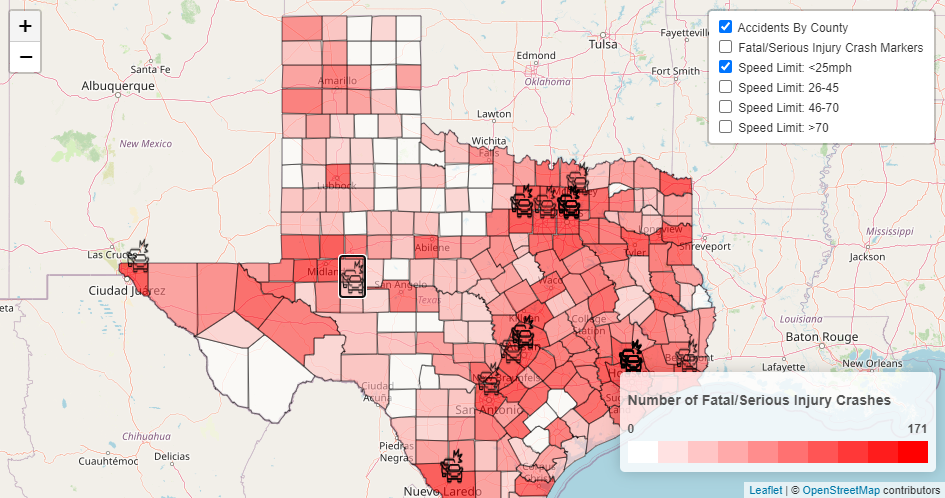 +
−
Accidents By County
Fatal/Serious Injury Crash Markers
Speed Limit: <25mph
Speed Limit: 26-45
Speed Limit: 46-70
Speed Limit: >70
Fayetteville
Tulsa
Edmond
Santa Fe
Fort Smith
Amarillo
Oklahoma
Albuquerque
Lawton
New Mexico
Wichita
Falls
Lubbock
Longview
Mississippi
Las Cruces
Abilene
Tyler
Shreveport
Jackson
Midland
Waco
Ciudad Juárez
San Angelo
Texas
Killeen
College
Station
Louisiana
Baton Rouge
Beaumont
Lafayette
New Orleans
New Braunfels
Ciudad
Acuña
San Antonio
Number of Fatal/Serious Injury Crashes
0
171
Chihuahua
Piedras
Negras
Cuauhtémoc
Delicias
Corpus
Christi
Nuevo Laredo
Leaflet | © OpenStreetMap contributors